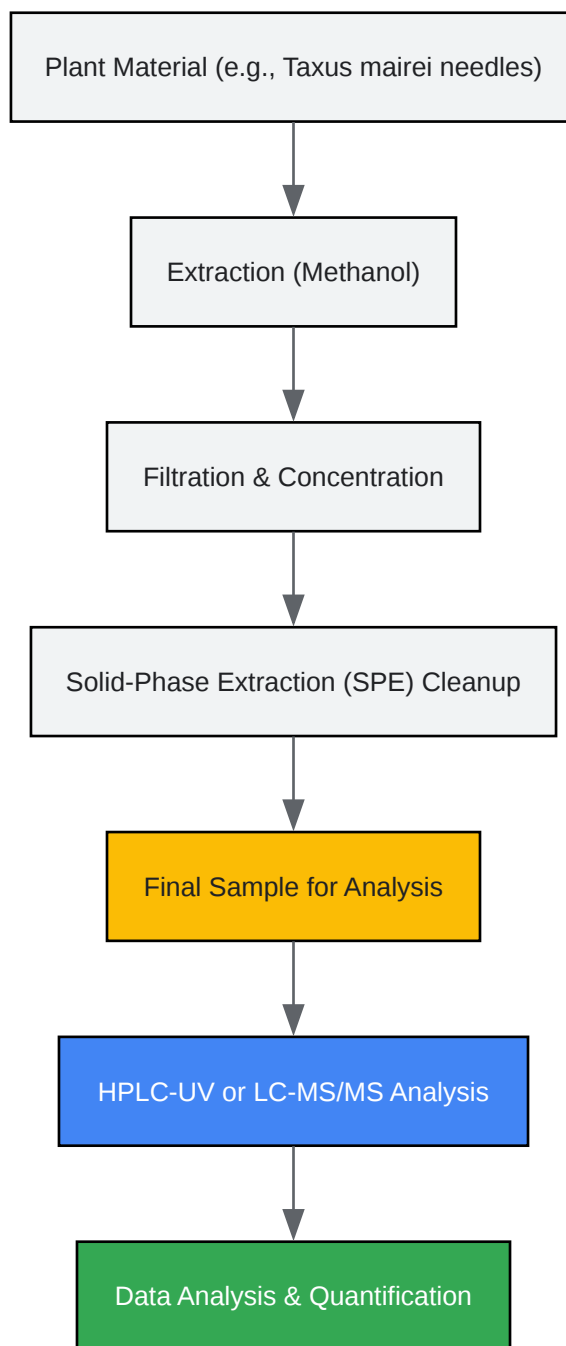 Plant Material (e.g., Taxus mairei needles)
Extraction (Methanol)
Filtration & Concentration
Solid-Phase Extraction (SPE) Cleanup
Final Sample for Analysis
HPLC-UV or LC-MS/MS Analysis
Data Analysis & Quantification